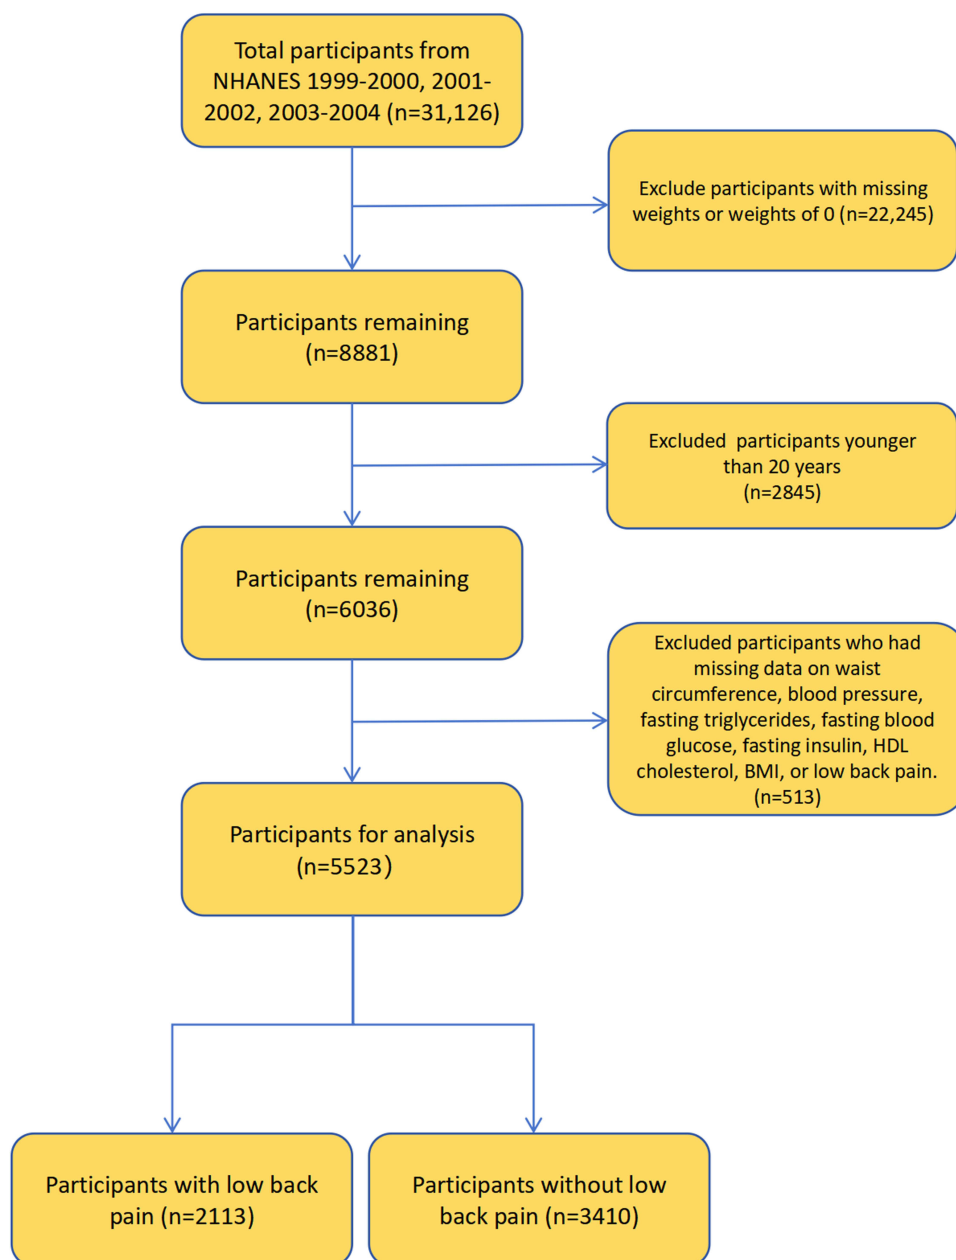 Total participants from
NHANES 1999-2000, 2001-
2002, 2003-2004 (n=31,126)
Exclude participants with missing
weights or weights of 0 (n=22,245)
Participants remaining
(n=8881)
Excluded  participants younger
than 20 years
(n=2845)
Participants remaining
(n=6036)
Excluded participants who had
missing data on waist
circumference, blood pressure,
fasting triglycerides, fasting blood
glucose, fasting insulin, HDL
cholesterol, BMI, or low back pain.
(n=513)
Participants for analysis
(n=5523）
Participants with low back
pain (n=2113)
Participants without low
back pain (n=3410)